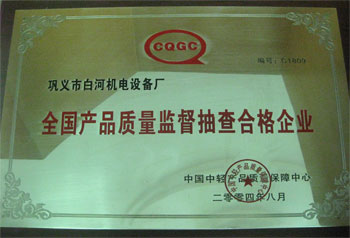 CQGC
巩义市白河机电设备厂
全国产品质量监督抽查合格企业
中国中轻产品质量保障中心
二零零四年八月